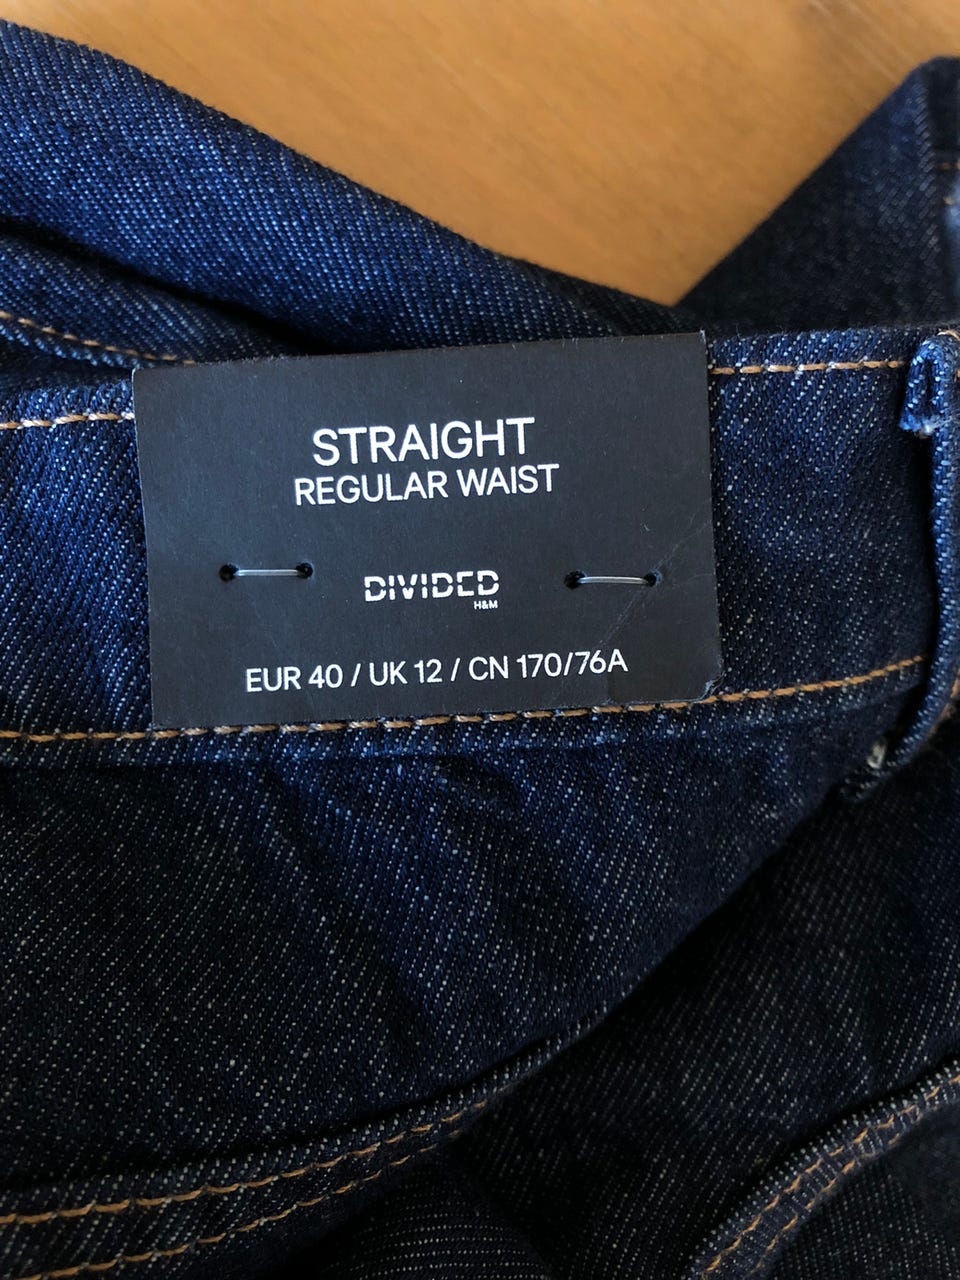 STRAIGHT
REGULAR WAIST
DIVIDED
H&M
EUR 40 / UK 12 / CN 170/76A